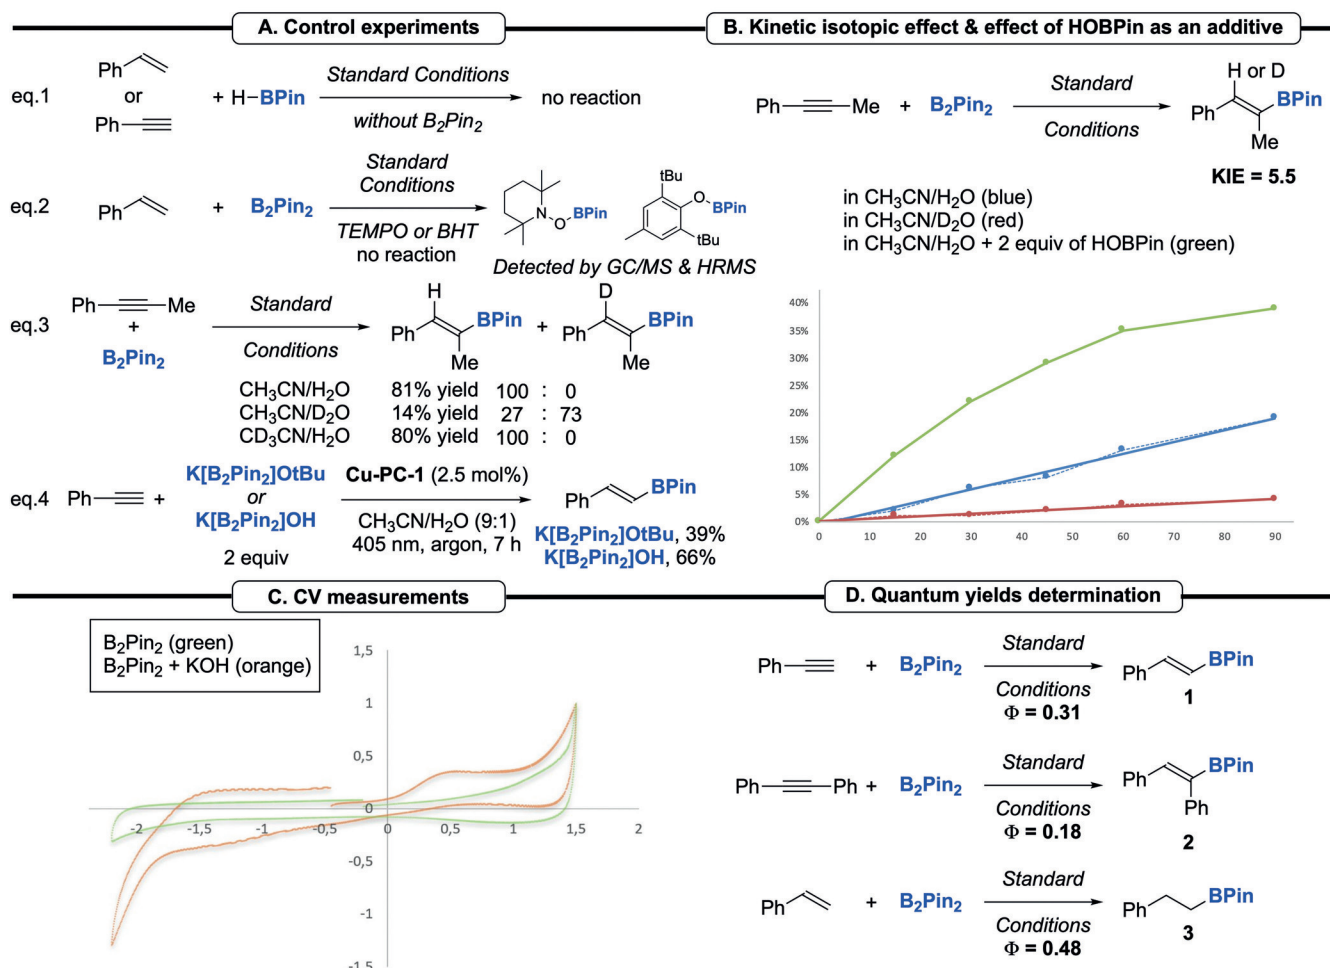 A. Control experiments
eq.1
Ph
or
Ph
+ H–BPin
Standard Conditions
without B₂Pin₂
no reaction
eq.2
Ph
+
B₂Pin₂
Standard
Conditions
TEMPO or BHT
no reaction
N
O
BPin
tBu
O
BPin
tBu
Detected by GC/MS & HRMS
eq.3
Ph
Me
+
B₂Pin₂
Standard
Conditions
H
Ph
BPin
Me
+
D
Ph
BPin
Me
CH₃CN/H₂O 81% yield 100 : 0
CH₃CN/D₂O 14% yield 27 : 73
CD₃CN/H₂O 80% yield 100 : 0
eq.4
Ph
+
K[B₂Pin₂]OtBu
or
K[B₂Pin₂]OH
2 equiv
Cu-PC-1 (2.5 mol%)
CH₃CN/H₂O (9:1)
405 nm, argon, 7 h
Ph
BPin
K[B₂Pin₂]OtBu, 39%
K[B₂Pin₂]OH, 66%
B. Kinetic isotopic effect & effect of HOBPin as an additive
Ph
Me
+
B₂Pin₂
Standard
Conditions
H or D
Ph
BPin
Me
KIE = 5.5
in CH₃CN/H₂O (blue)
in CH₃CN/D₂O (red)
in CH₃CN/H₂O + 2 equiv of HOBPin (green)
40%
35%
30%
25%
20%
15%
10%
5%
0%
0 10 20 30 40 50 60 70 80 90
C. CV measurements
B₂Pin₂ (green)
B₂Pin₂ + KOH (orange)
1,5
1
0,5
0
-2 -1,5 -1 -0,5 0 0,5 1 1,5 2
-0,5
-1
-1,5
D. Quantum yields determination
Ph
+
B₂Pin₂
Standard
Conditions
Φ = 0.31
Ph
BPin
1
Ph
Ph
+
B₂Pin₂
Standard
Conditions
Φ = 0.18
Ph
BPin
Ph
2
Ph
+
B₂Pin₂
Standard
Conditions
Φ = 0.48
Ph
BPin
3